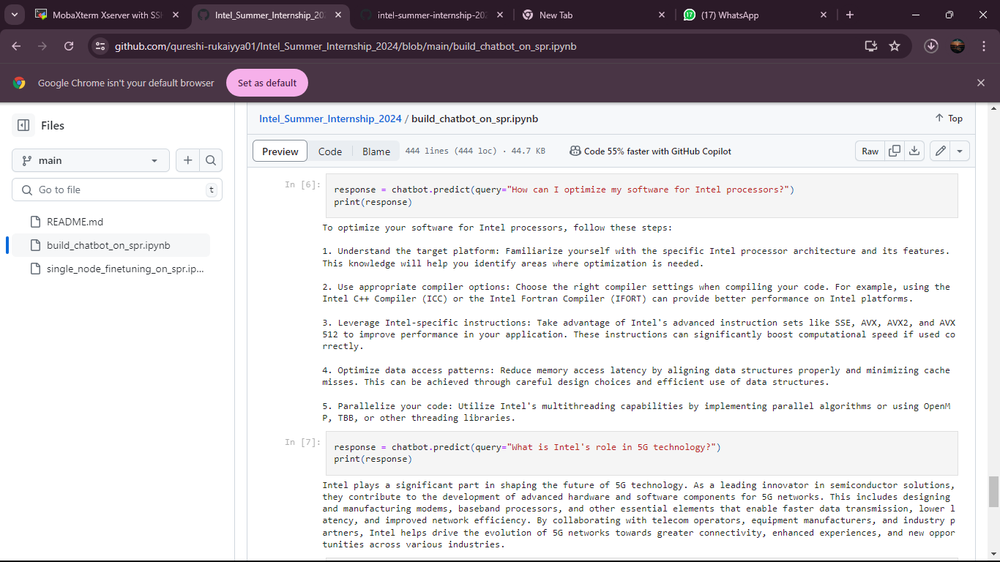 MobaXterm Xserver with SSH
Intel_Summer_Internship_202
intel-summer-internship-202
New Tab
17
(17) WhatsApp
github.com/qureshi-rukaiyya01/Intel_Summer_Internship_2024/blob/main/build_chatbot_on_spr.ipynb
Google Chrome isn't your default browser
Set as default
Files
Intel_Summer_Internship_2024 / build_chatbot_on_spr.ipynb
Top
main
Preview
Code
Blame
444 lines (444 loc) · 44.7 KB
Code 55% faster with GitHub Copilot
Raw
Go to file
t
README.md
build_chatbot_on_spr.ipynb
single_node_finetuning_on_spr.ip...
In [6]:
response = chatbot.predict(query="How can I optimize my software for Intel processors?")
print(response)
To optimize your software for Intel processors, follow these steps:
1. Understand the target platform: Familiarize yourself with the specific Intel processor architecture and its features.
This knowledge will help you identify areas where optimization is needed.
2. Use appropriate compiler options: Choose the right compiler settings when compiling your code. For example, using the
Intel C++ Compiler (ICC) or the Intel Fortran Compiler (IFORT) can provide better performance on Intel platforms.
3. Leverage Intel-specific instructions: Take advantage of Intel's advanced instruction sets like SSE, AVX, AVX2, and AVX
512 to improve performance in your application. These instructions can significantly boost computational speed if used co
rrectly.
4. Optimize data access patterns: Reduce memory access latency by aligning data structures properly and minimizing cache
misses. This can be achieved through careful design choices and efficient use of data structures.
5. Parallelize your code: Utilize Intel's multithreading capabilities by implementing parallel algorithms or using OpenM
P, TBB, or other threading libraries.
In [7]:
response = chatbot.predict(query="What is Intel's role in 5G technology?")
print(response)
Intel plays a significant part in shaping the future of 5G technology. As a leading innovator in semiconductor solutions,
they contribute to the development of advanced hardware and software components for 5G networks. This includes designing
and manufacturing modems, baseband processors, and other essential elements that enable faster data transmission, lower l
atency, and improved network efficiency. By collaborating with telecom operators, equipment manufacturers, and industry p
artners, Intel helps drive the evolution of 5G networks towards greater connectivity, enhanced experiences, and new oppor
tunities across various industries.